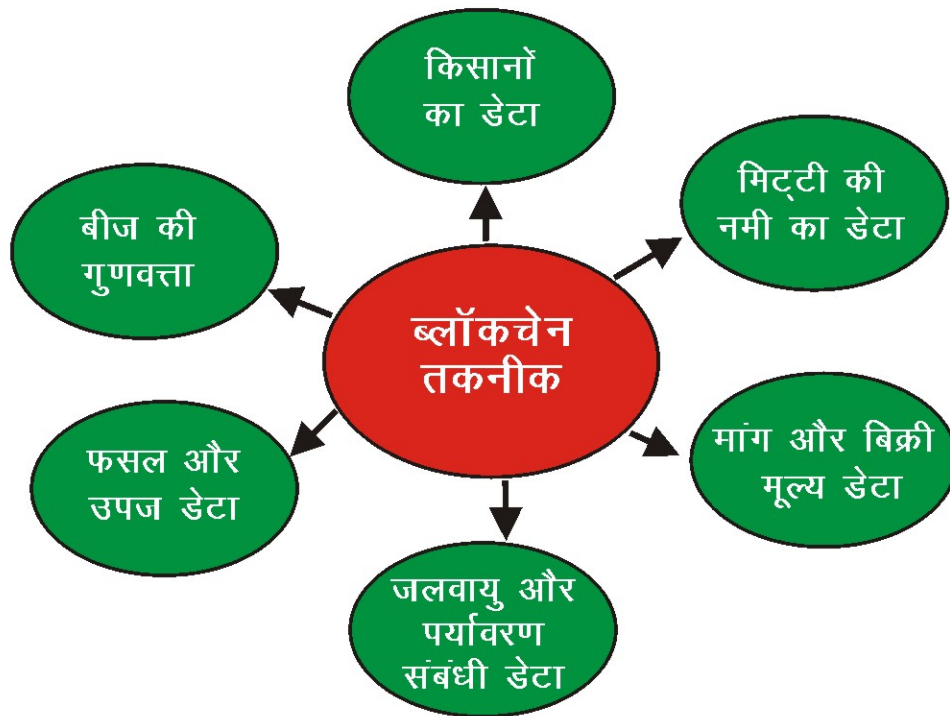 किसानों
का डेटा
मिट्टी की
नमी का डेटा
बीज की
गुणवत्ता
ब्लॉकचेन
तकनीक
मांग और बिक्री
मूल्य डेटा
फसल और
उपज डेटा
जलवायु और
पर्यावरण
संबंधी डेटा